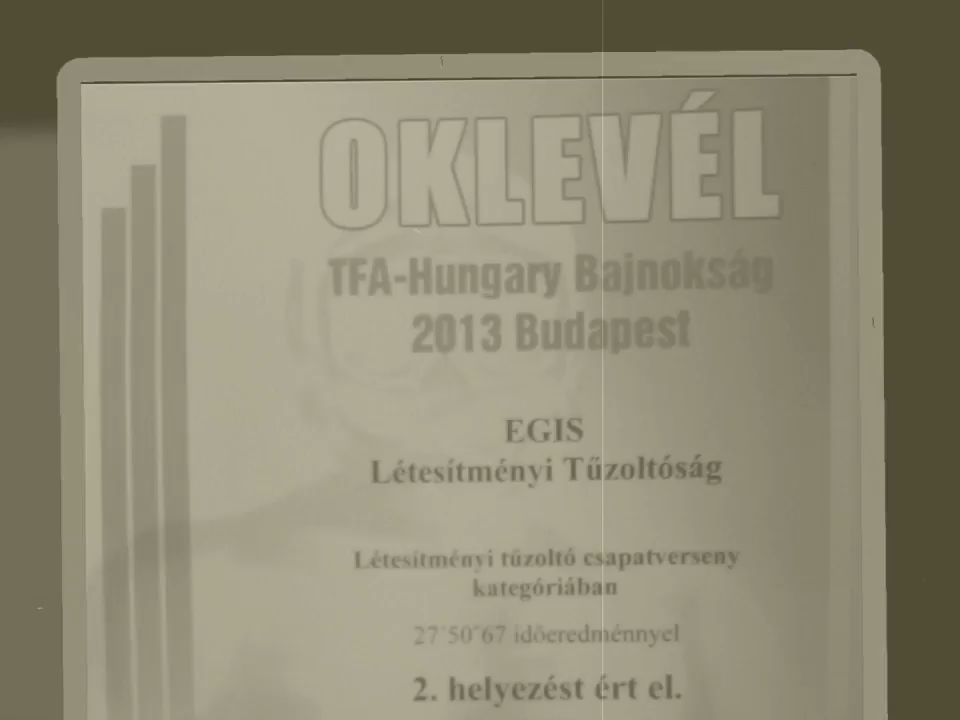 OKLEVÉL
TFA-Hungary Bajnokság
2013 Budapest
EGIS
Létesítményi Tűzoltóság
Létesítményi tűzoltó csapatverseny
kategóriában
27´50˝67 időeredménnyel
2. helyezést ért el.